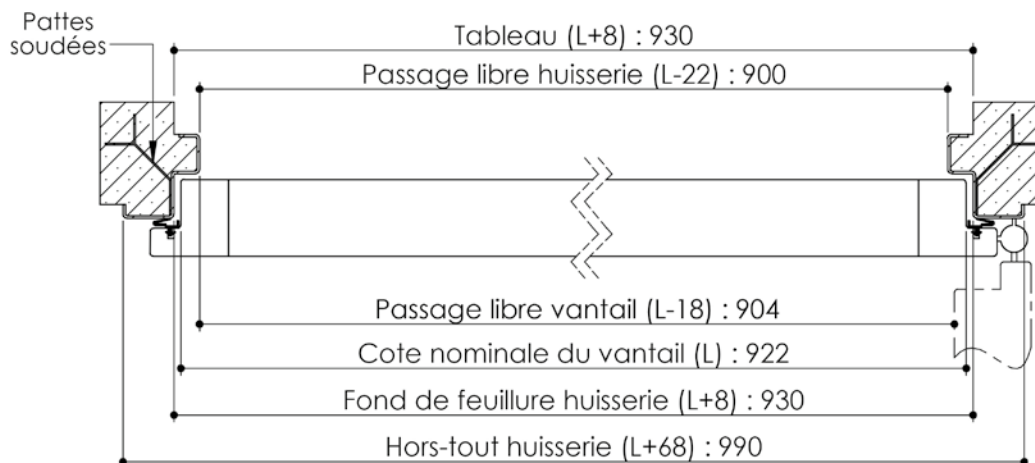 Pattes
soudées
Tableau (L+8) : 930
Passage libre huisserie (L-22) : 900
Passage libre vantail (L-18) : 904
Cote nominale du vantail (L) : 922
Fond de feuillure huisserie (L+8) : 930
Hors-tout huisserie (L+68) : 990